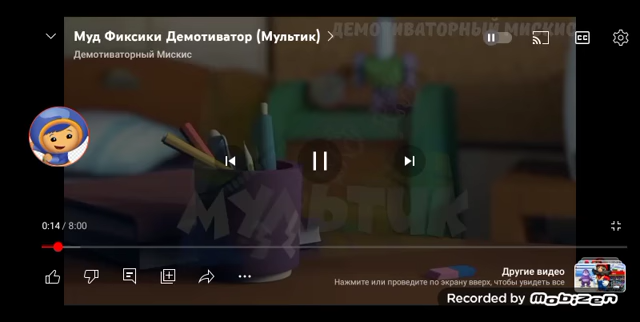 ДЕМОТИВАТОРНЫЙ МИСКИС
Муд Фиксики Демотиватор (Мультик)
Демотиваторный Мискис
CC
МУЛЬТИК
0:14 / 8:00
Другие видео
Нажмите или проведите по экрану вверх, чтобы увидеть все
Recorded by Mobizen